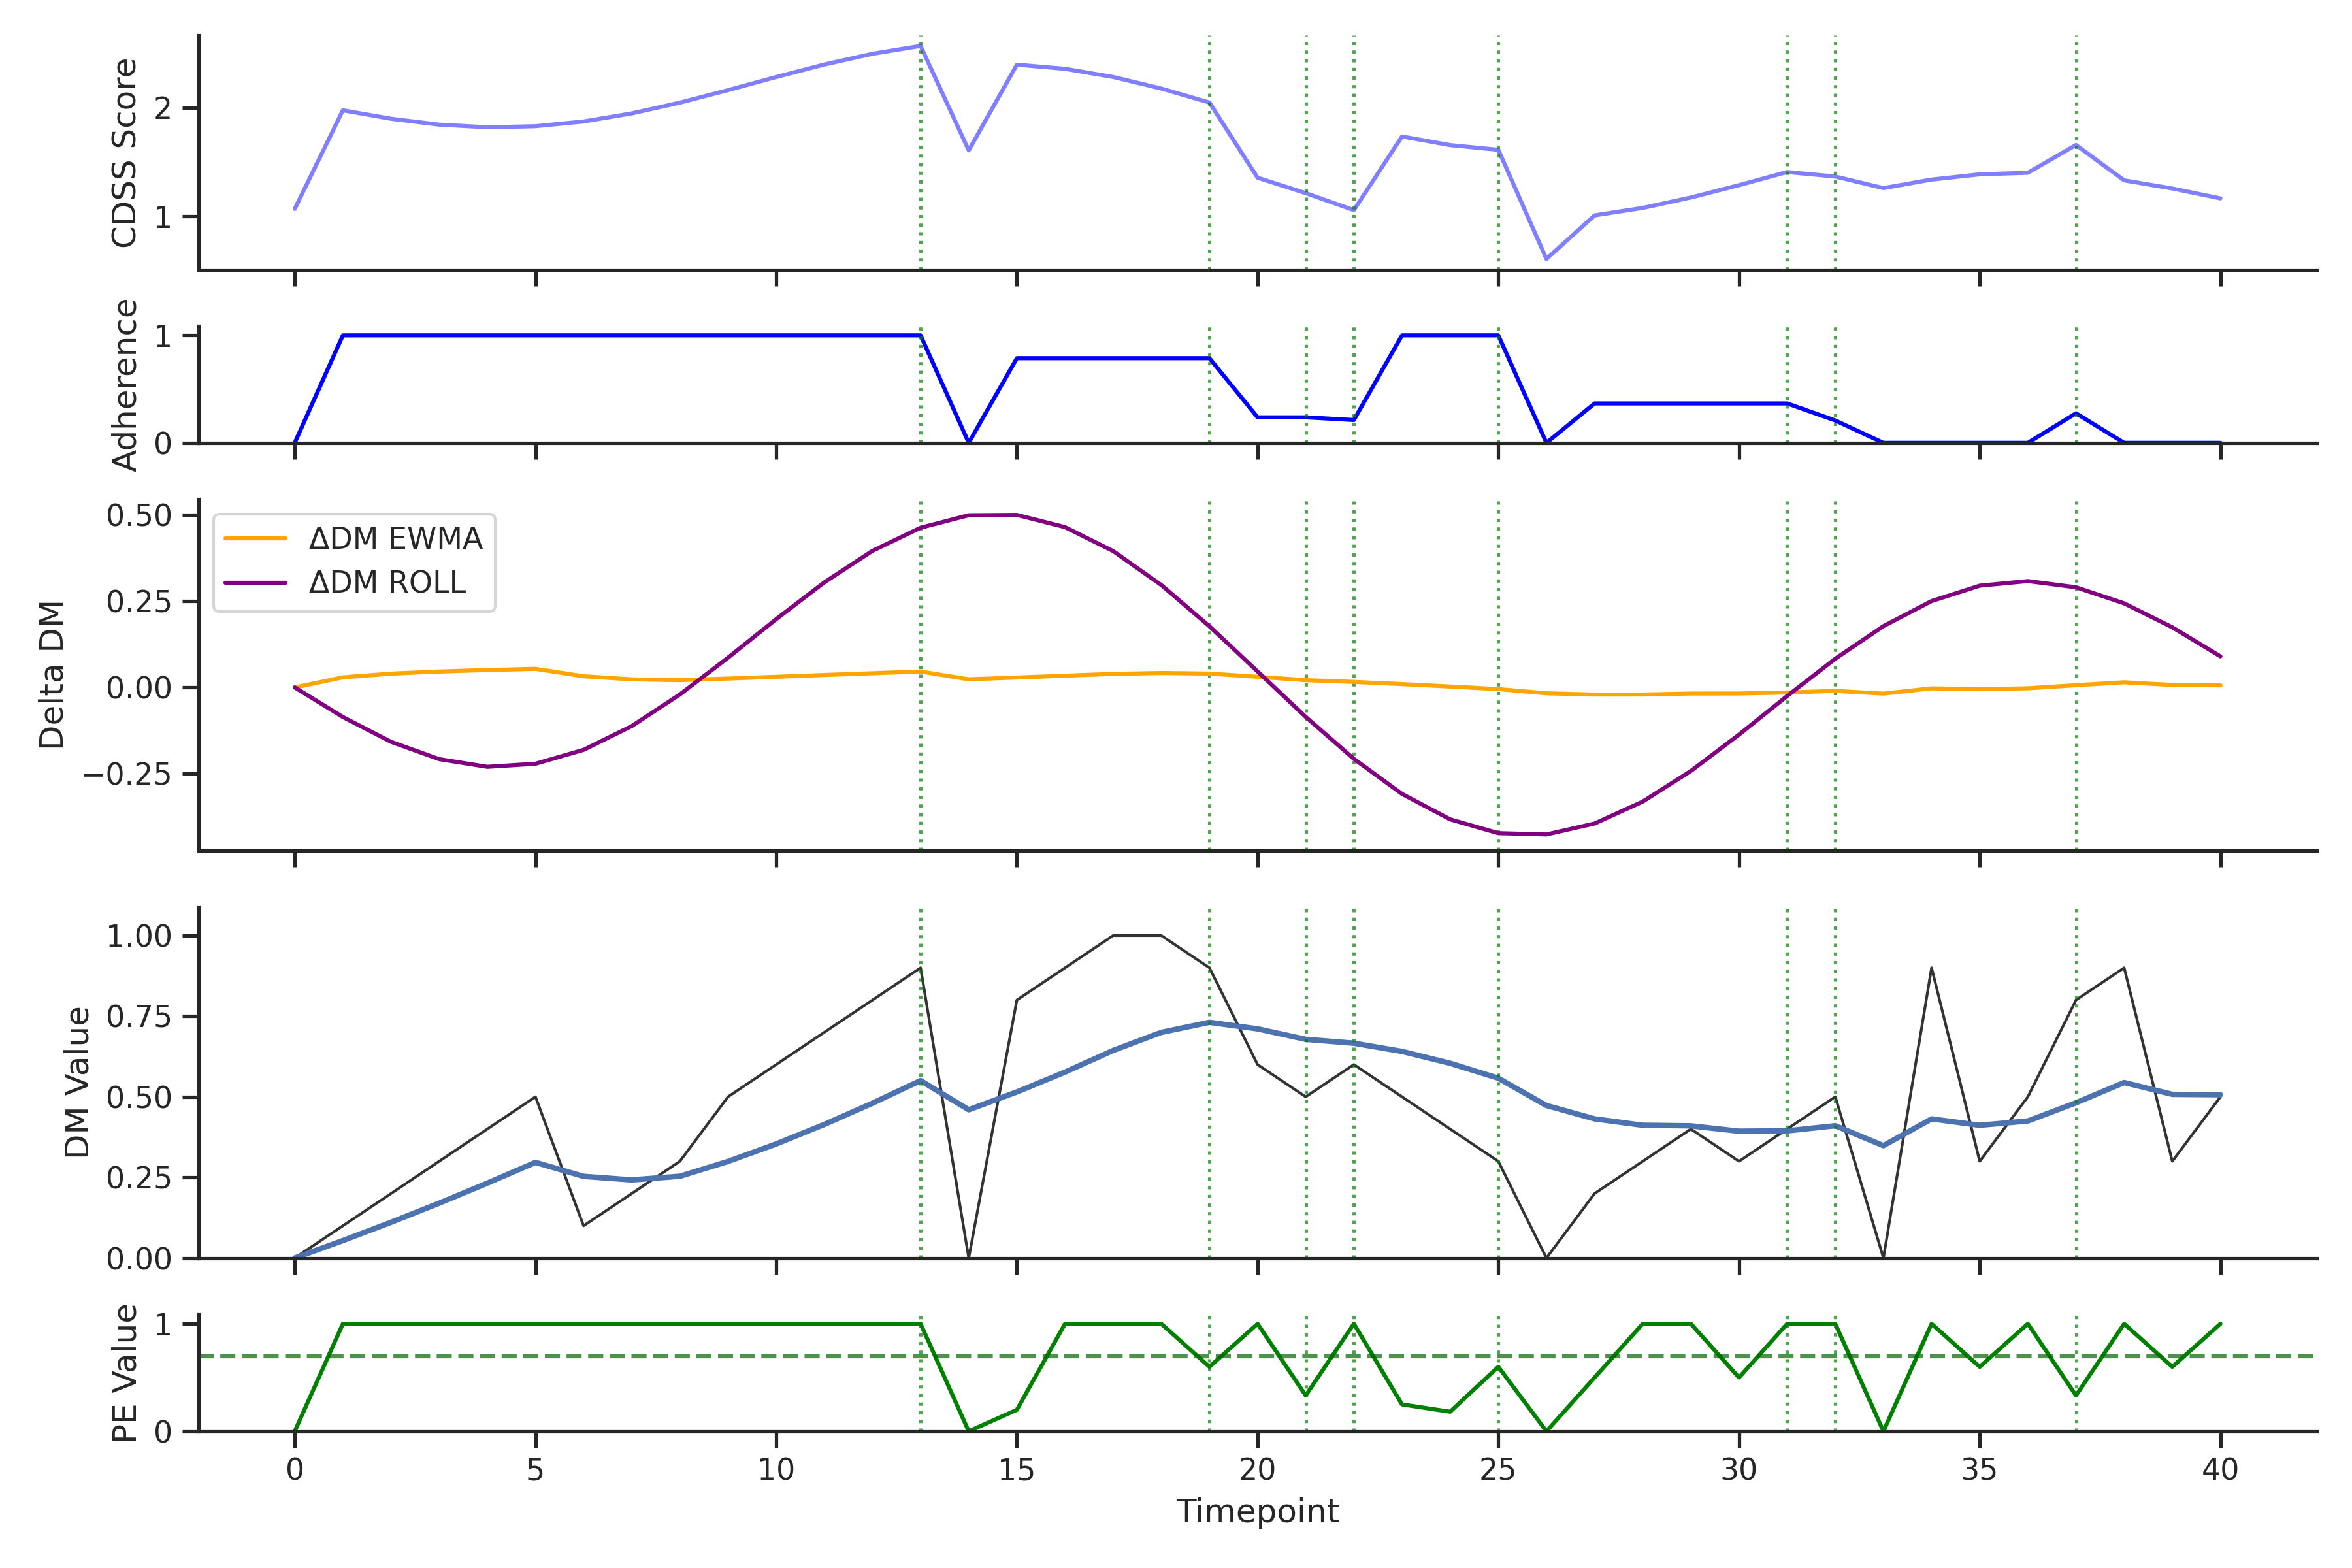 CDSS Score
2
1
Adherence
1
0
Delta DM
0.50
0.25
0.00
−0.25
ΔDM EWMA
ΔDM ROLL
DM Value
1.00
0.75
0.50
0.25
0.00
PE Value
1
0
0 5 10 15 20 25 30 35 40
Timepoint